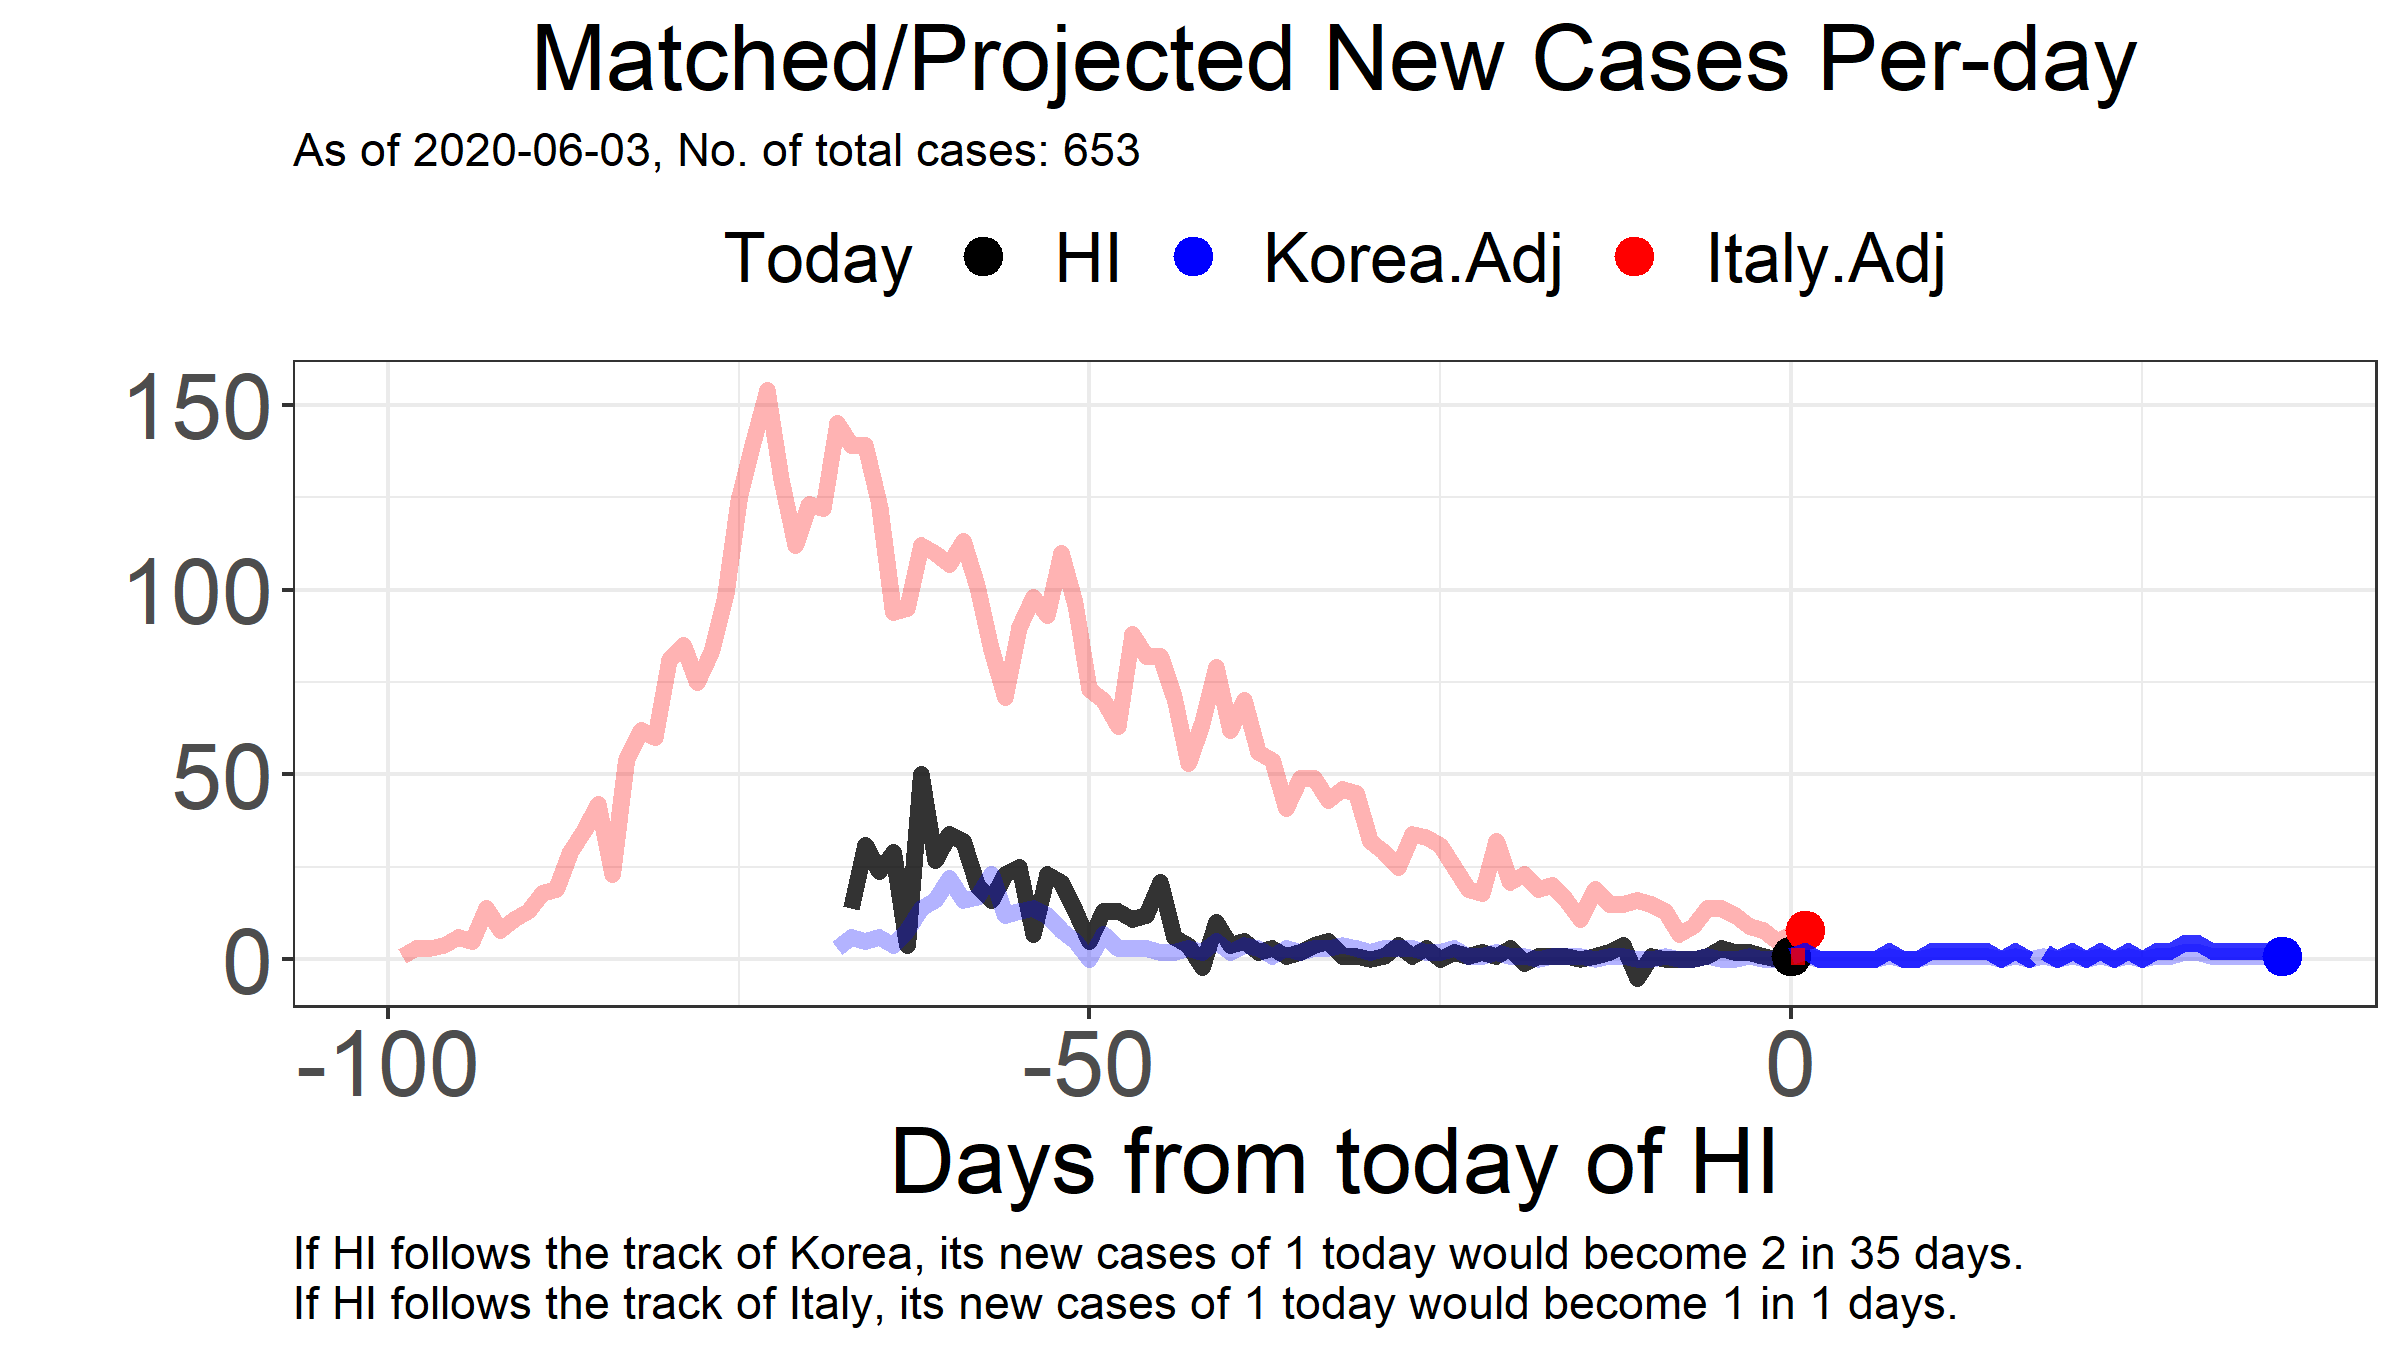 Matched/Projected New Cases Per-day
As of 2020-06-03, No. of total cases: 653
Today HI Korea.Adj Italy.Adj
150
100
50
0
-100 -50 0
Days from today of HI
If HI follows the track of Korea, its new cases of 1 today would become 2 in 35 days.
If HI follows the track of Italy, its new cases of 1 today would become 1 in 1 days.